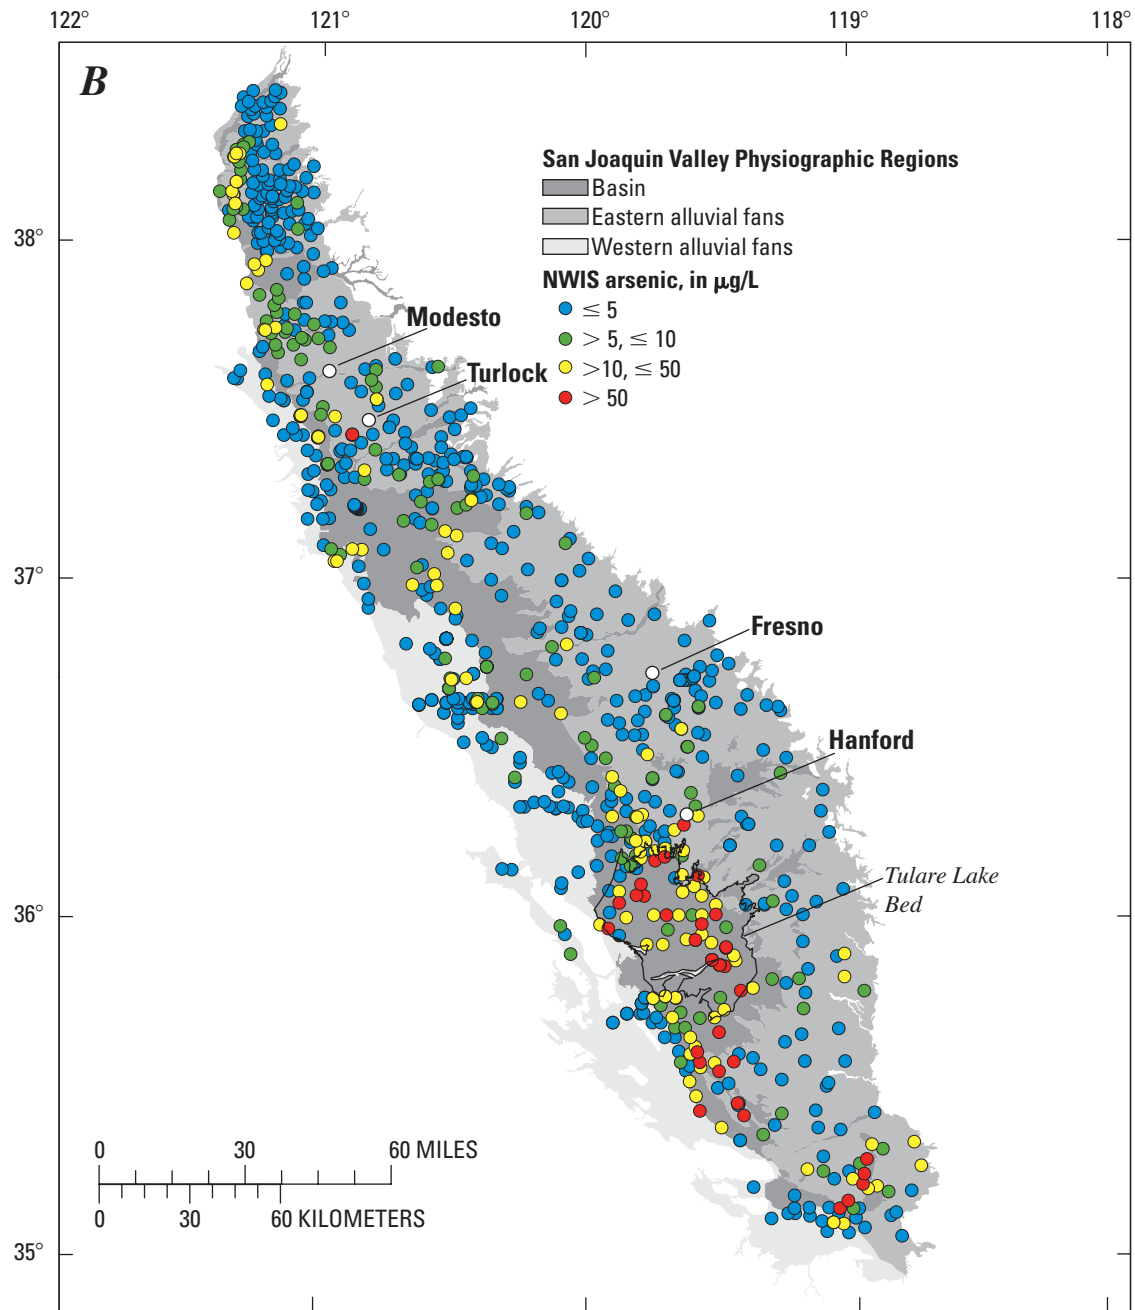 122° 121° 120° 119° 118°
B
San Joaquin Valley Physiographic Regions
Basin
Eastern alluvial fans
Western alluvial fans
NWIS arsenic, in µg/L
≤ 5
> 5, ≤ 10
>10, ≤ 50
> 50
38°
Modesto
Turlock
37°
Fresno
Hanford
Tulare Lake
Bed
36°
0 30 60 MILES
0 30 60 KILOMETERS
35°